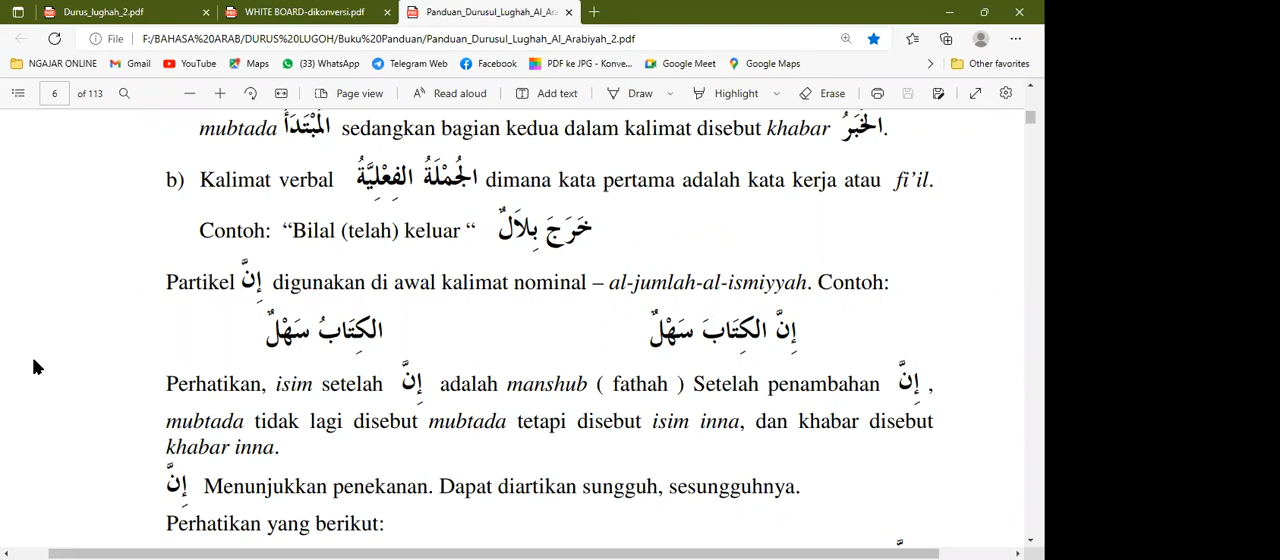 Durus_lughah_2.pdf
WHITE BOARD-dikonversi.pdf
Panduan_Durusul_Lughah_Al_Ara
File
F:/BAHASA%20ARAB/DURUS%20LUGOH/Buku%20Panduan/Panduan_Durusul_Lughah_Al_Arabiyah_2.pdf
NGAJAR ONLINE Gmail YouTube Maps (33) WhatsApp Telegram Web Facebook PDF ke JPG - Konve... Google Meet Google Maps Other favorites
6 of 113 Page view Read aloud Add text Draw Highlight Erase
mubtada المُبْتَدَأُ sedangkan bagian kedua dalam kalimat disebut khabar الخَبَرُ.
b) Kalimat verbal الجُمْلَةُ الفِعْلِيَّةُ dimana kata pertama adalah kata kerja atau fi’il.
Contoh: “Bilal (telah) keluar “ خَرَجَ بِلاَلٌ
Partikel إِنَّ digunakan di awal kalimat nominal – al-jumlah-al-ismiyyah. Contoh:
الكِتَابُ سَهْلٌ إِنَّ الكِتَابَ سَهْلٌ
Perhatikan, isim setelah إِنَّ adalah manshub ( fathah ) Setelah penambahan إِنَّ ,
mubtada tidak lagi disebut mubtada tetapi disebut isim inna, dan khabar disebut
khabar inna.
إِنَّ Menunjukkan penekanan. Dapat diartikan sungguh, sesungguhnya.
Perhatikan yang berikut: